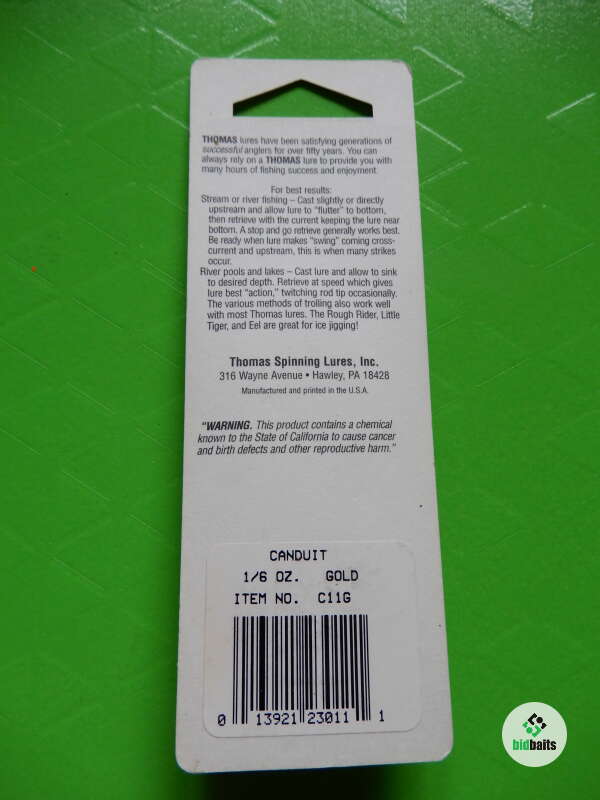 THOMAS lures have been satisfying generations of
successful anglers for over fifty years. You can
always rely on a THOMAS lure to provide you with
many hours of fishing success and enjoyment.
For best results:
Stream or river fishing – Cast slightly or directly
upstream and allow lure to "flutter" to bottom,
then retrieve with the current keeping the lure near
bottom. A stop and go retrieve generally works best.
Be ready when lure makes "swing" coming cross-
current and upstream, this is when many strikes
occur.
River pools and lakes – Cast lure and allow to sink
to desired depth. Retrieve at speed which gives
lure best "action," twitching rod tip occasionally.
The various methods of trolling also work well
with most Thomas lures. The Rough Rider, Little
Tiger, and Eel are great for ice jigging!
Thomas Spinning Lures, Inc.
316 Wayne Avenue • Hawley, PA 18428
Manufactured and printed in the U.S.A.
"WARNING. This product contains a chemical
known to the State of California to cause cancer
and birth defects and other reproductive harm."
CANDUIT
1/6 OZ. GOLD
ITEM NO. C11G
0 13921 23011 1
bidbaits